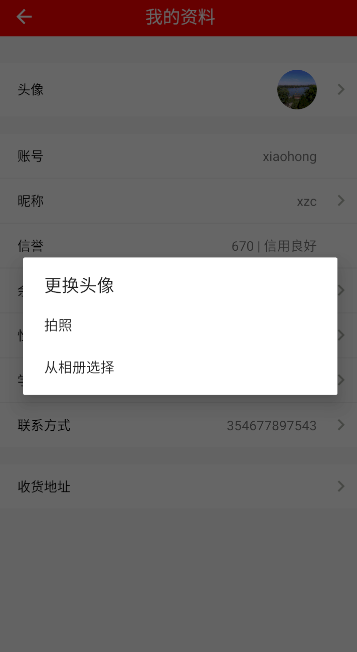 我的资料
头像
账号 xiaohong
昵称 xzc
信誉 670 | 信用良好
更换头像
拍照
从相册选择
联系方式 354677897543
收货地址